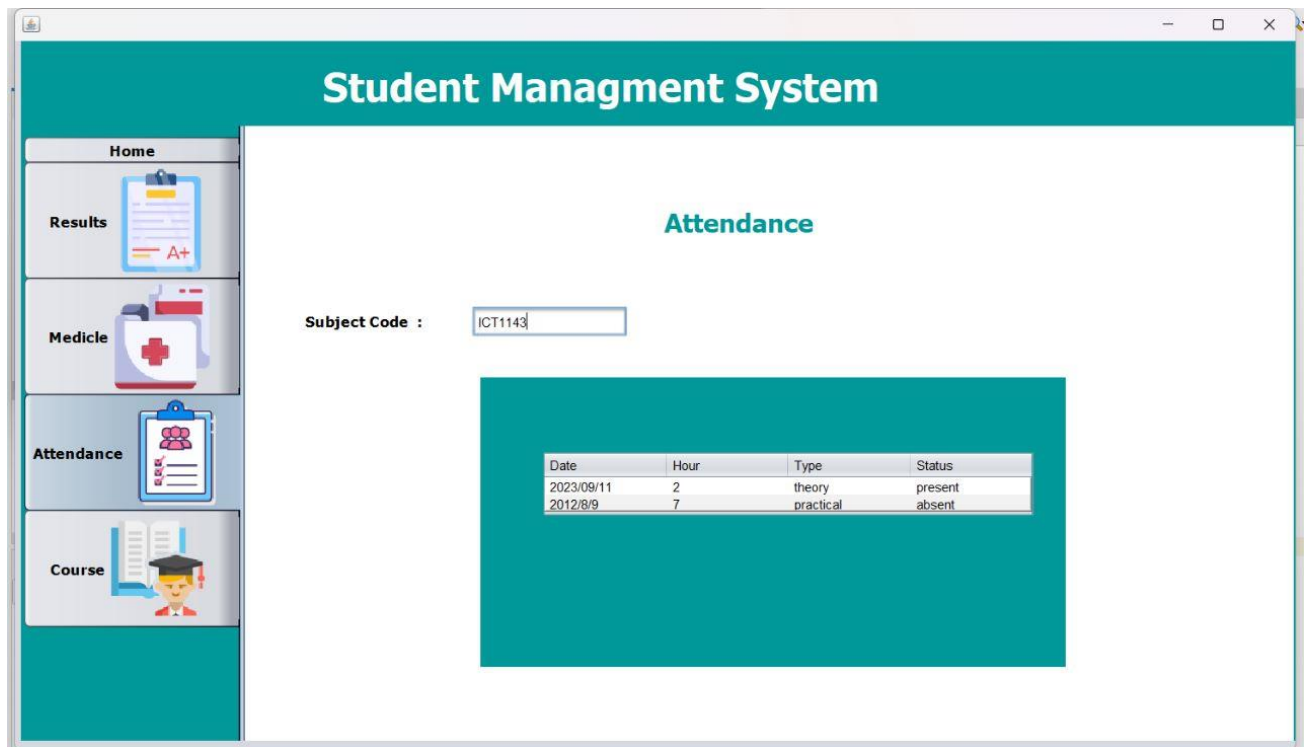 Student Managment System
Home
Results
A+
Medicle
Attendance
Course
Attendance
Subject Code :
ICT1143
Date Hour Type Status
2023/09/11 2 theory present
2012/8/9 7 practical absent